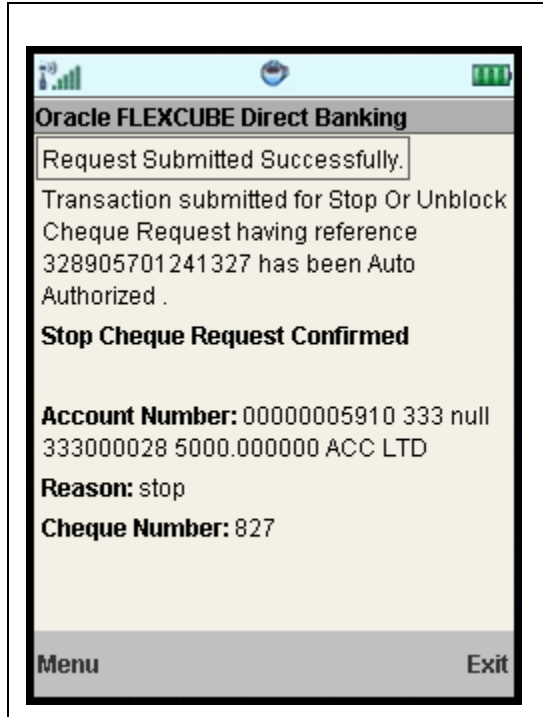 Oracle FLEXCUBE Direct Banking
Request Submitted Successfully.
Transaction submitted for Stop Or Unblock
Cheque Request having reference
328905701241327 has been Auto
Authorized .
Stop Cheque Request Confirmed
Account Number: 00000005910 333 null
333000028 5000.000000 ACC LTD
Reason: stop
Cheque Number: 827
Menu Exit